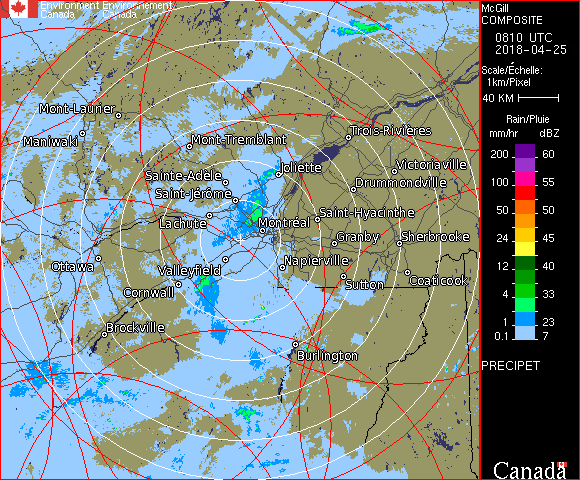 Environment Environnement
Canada Canada
McGill
COMPOSITE
0810 UTC
2018-04-25
Scale/Échelle:
1km/Pixel
40 KM
Rain/Pluie
mm/hr dBZ
200 60
100 55
50 50
24 45
12 40
4 33
1 23
0.1 7
PRECIPET
Canada
Mont-Laurier
Maniwaki
Mont-Tremblant
Trois-Rivières
Joliette
Victoriaville
Sainte-Adèle
Drummondville
Saint-Jérôme
Saint-Hyacinthe
Lachute
Montréal
Granby
Sherbrooke
Ottawa
Valleyfield
Napierville
Cornwall
Sutton
Coaticook
Brockville
Burlington